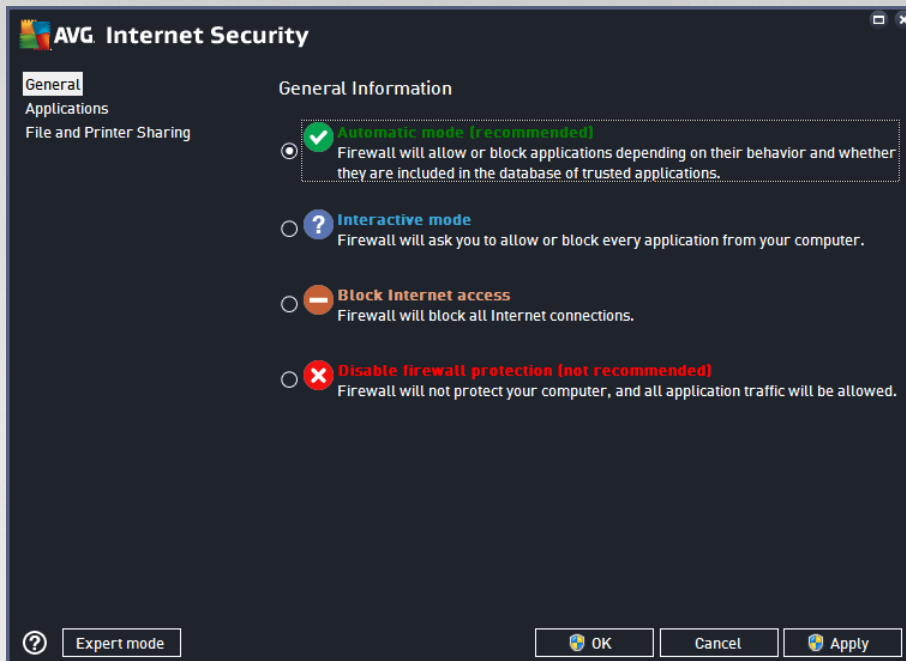 AVG Internet Security
General
Applications
File and Printer Sharing
General Information
Automatic mode (recommended)
Firewall will allow or block applications depending on their behavior and whether
they are included in the database of trusted applications.
Interactive mode
Firewall will ask you to allow or block every application from your computer.
Block Internet access
Firewall will block all Internet connections.
Disable firewall protection (not recommended)
Firewall will not protect your computer, and all application traffic will be allowed.
Expert mode
OK
Cancel
Apply